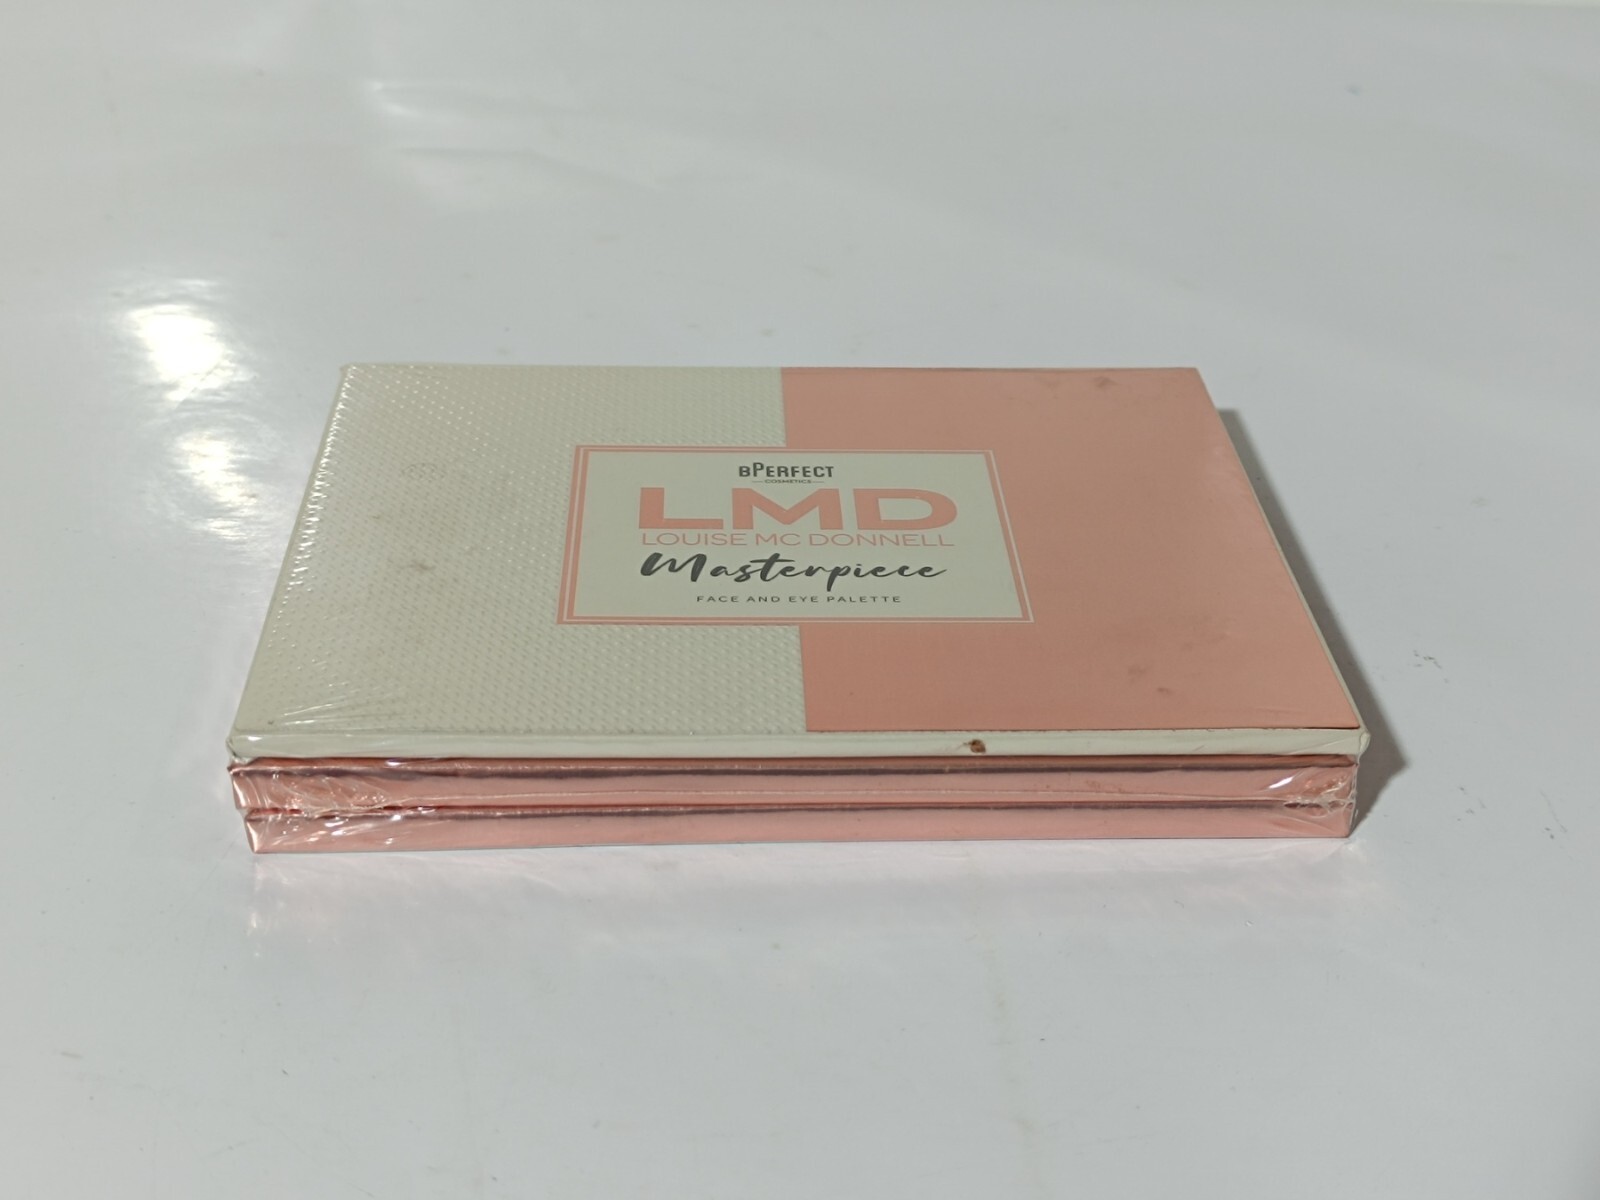 BPERFECT
COSMETICS
LMD
LOUISE MC DONNELL
Masterpiece
FACE AND EYE PALETTE